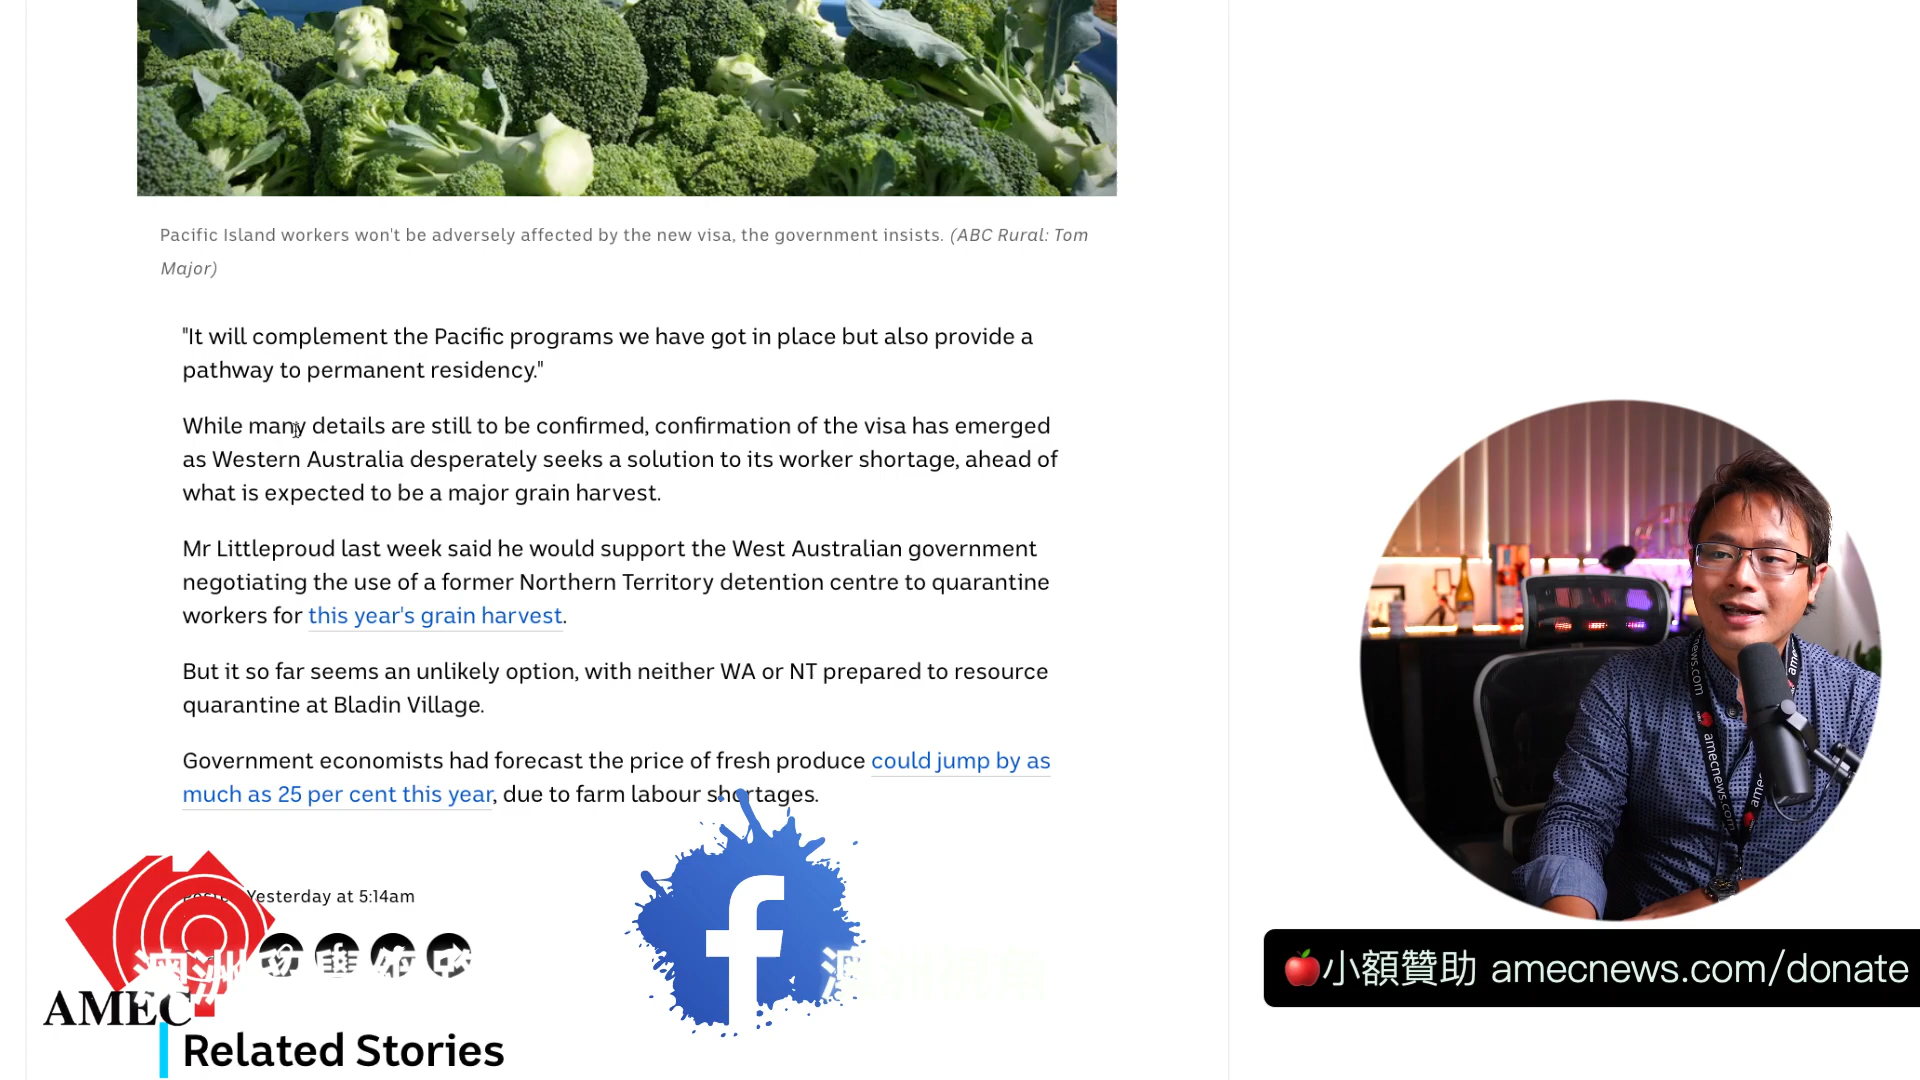 Pacific Island workers won't be adversely affected by the new visa, the government insists. (ABC Rural: Tom
Major)
"It will complement the Pacific programs we have got in place but also provide a
pathway to permanent residency."
While many details are still to be confirmed, confirmation of the visa has emerged
as Western Australia desperately seeks a solution to its worker shortage, ahead of
what is expected to be a major grain harvest.
Mr Littleproud last week said he would support the West Australian government
negotiating the use of a former Northern Territory detention centre to quarantine
workers for this year's grain harvest.
But it so far seems an unlikely option, with neither WA or NT prepared to resource
quarantine at Bladin Village.
Government economists had forecast the price of fresh produce could jump by as
much as 25 per cent this year, due to farm labour shortages.
Yesterday at 5:14am
澳洲
AMEC
Related Stories
amecnews.com
amecnews.com
🍎小額贊助 amecnews.com/donate